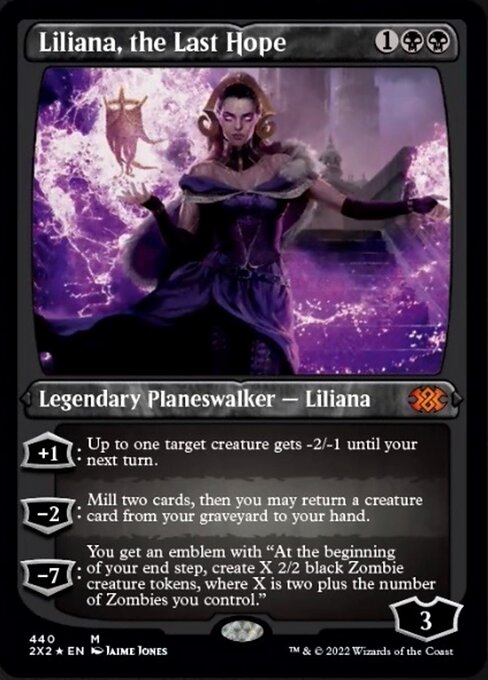 Liliana, the Last Hope 1
Legendary Planeswalker — Liliana
+1 : Up to one target creature gets -2/-1 until your
next turn.
−2 : Mill two cards, then you may return a creature
card from your graveyard to your hand.
−7 : You get an emblem with “At the beginning
of your end step, create X 2/2 black Zombie
creature tokens, where X is two plus the number
of Zombies you control.”
3
440 M
2X2 ★ EN Jaime Jones
™ & © 2022 Wizards of the Coast